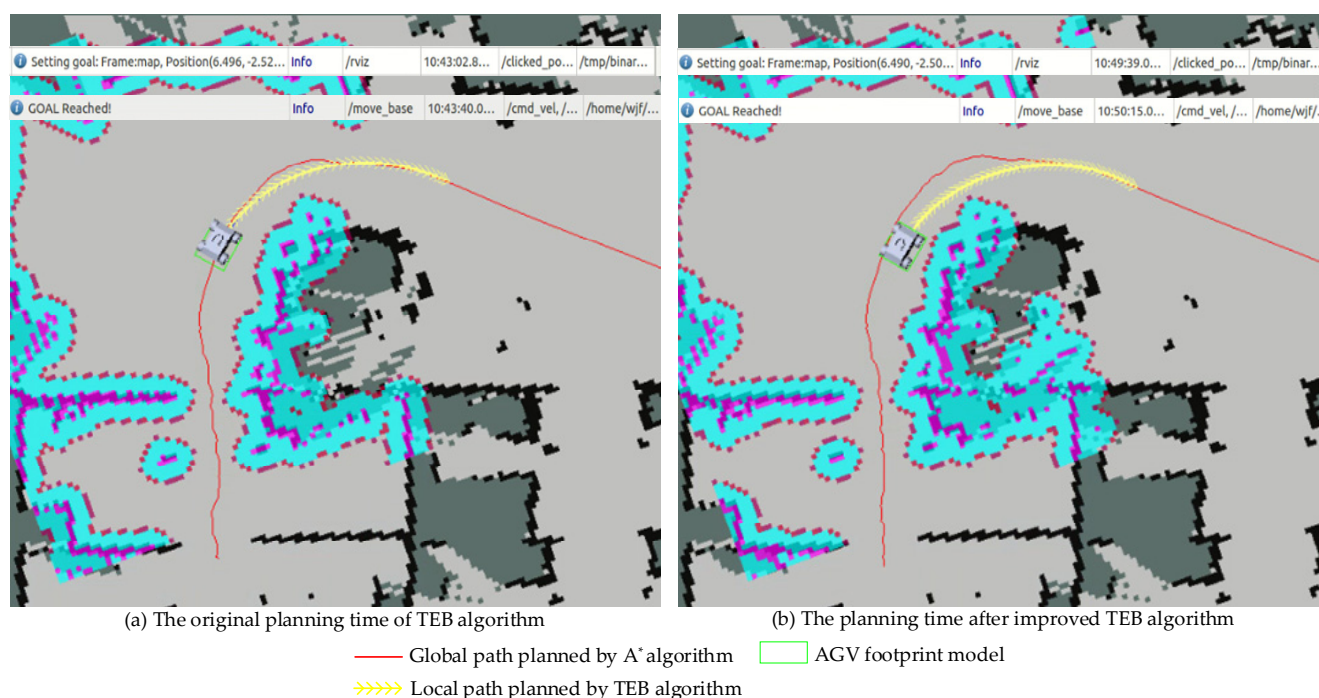 Setting goal: Frame:map, Position(6.496, -2.52... Info /rviz 10:43:02.8... /clicked_po... /tmp/binar...
GOAL Reached! Info /move_base 10:43:40.0... /cmd_vel, /... /home/wjf/...
Setting goal: Frame:map, Position(6.490, -2.50... Info /rviz 10:49:39.0... /clicked_po... /tmp/binar...
GOAL Reached! Info /move_base 10:50:15.0... /cmd_vel, /... /home/wjf/...
(a) The original planning time of TEB algorithm
(b) The planning time after improved TEB algorithm
Global path planned by A* algorithm
AGV footprint model
Local path planned by TEB algorithm